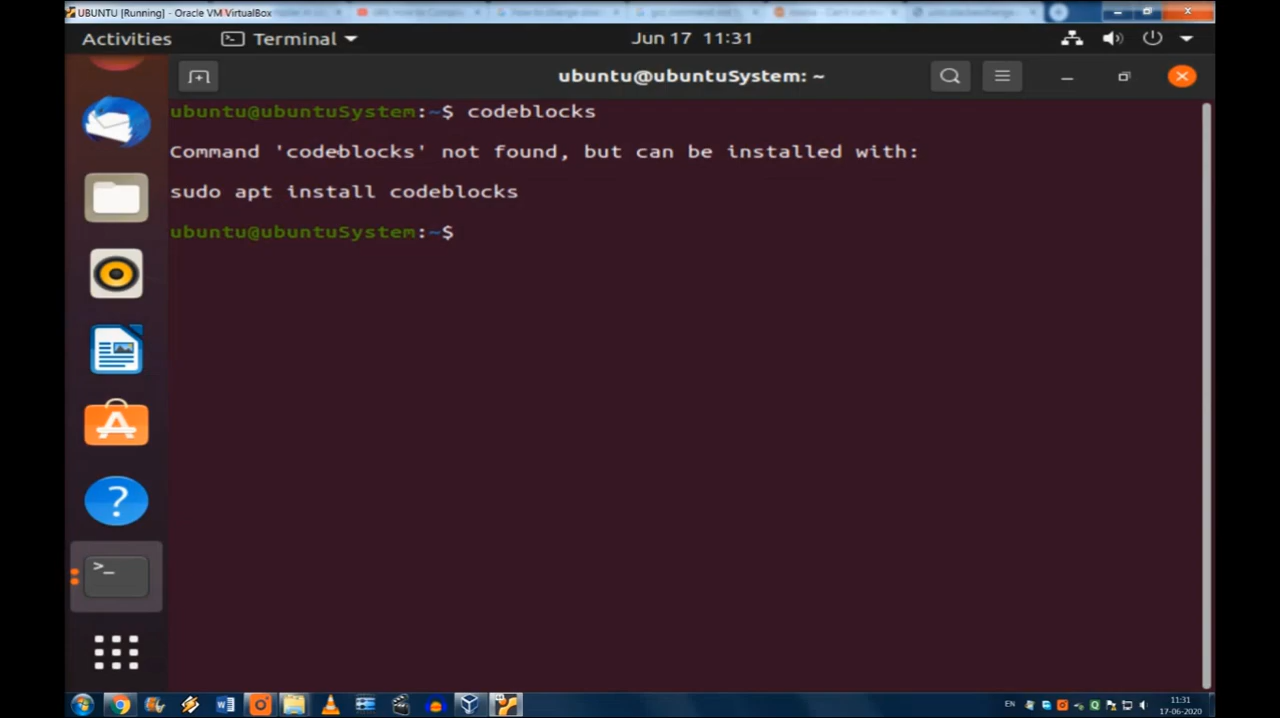 UBUNTU [Running] - Oracle VM VirtualBox
Activities
Terminal
Jun 17 11:31
ubuntu@ubuntuSystem: ~
ubuntu@ubuntuSystem:~$ codeblocks
Command 'codeblocks' not found, but can be installed with:
sudo apt install codeblocks
ubuntu@ubuntuSystem:~$
EN
11:31
17-06-2020